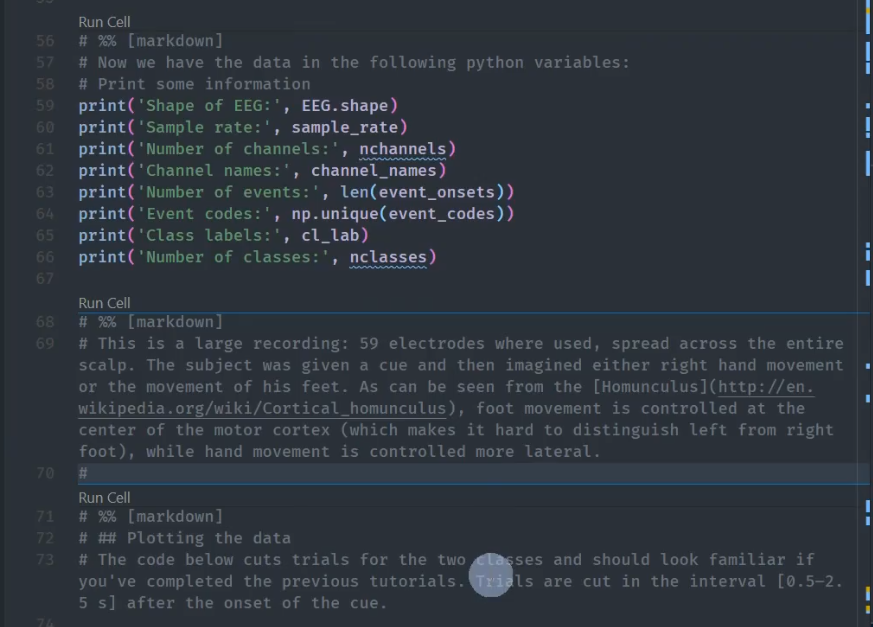 Run Cell
56 # %% [markdown]
57 # Now we have the data in the following python variables:
58 # Print some information
59 print('Shape of EEG:', EEG.shape)
60 print('Sample rate:', sample_rate)
61 print('Number of channels:', nchannels)
62 print('Channel names:', channel_names)
63 print('Number of events:', len(event_onsets))
64 print('Event codes:', np.unique(event_codes))
65 print('Class labels:', cl_lab)
66 print('Number of classes:', nclasses)
67
Run Cell
68 # %% [markdown]
69 # This is a large recording: 59 electrodes where used, spread across the entire
scalp. The subject was given a cue and then imagined either right hand movement
or the movement of his feet. As can be seen from the [Homunculus](http://en.
wikipedia.org/wiki/Cortical_homunculus), foot movement is controlled at the
center of the motor cortex (which makes it hard to distinguish left from right
foot), while hand movement is controlled more lateral.
70 #
Run Cell
71 # %% [markdown]
72 # ## Plotting the data
73 # The code below cuts trials for the two classes and should look familiar if
you've completed the previous tutorials. Trials are cut in the interval [0.5–2.
5 s] after the onset of the cue.
74